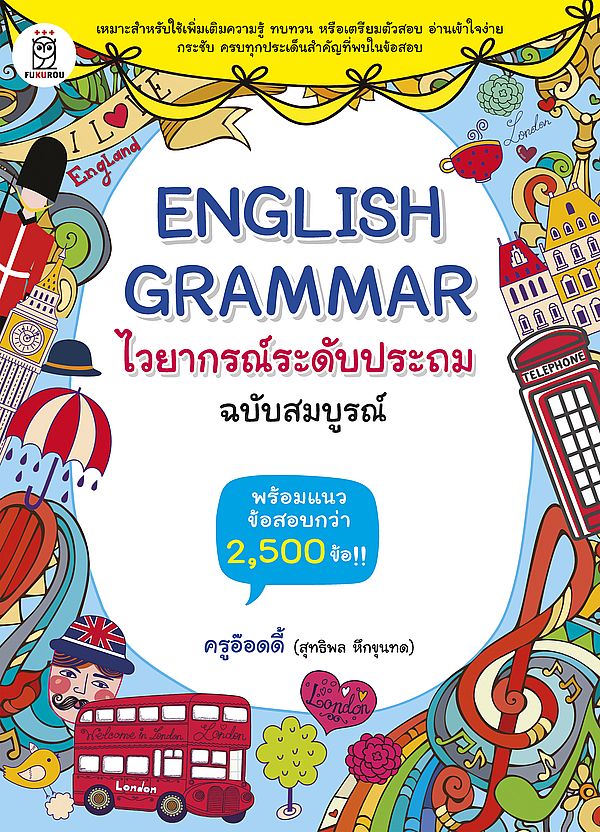 FUKUROU
เหมาะสำหรับใช้เพิ่มเติมความรู้ ทบทวน หรือเตรียมตัวสอบ อ่านเข้าใจง่าย
กระชับ ครบทุกประเด็นสำคัญที่พบในข้อสอบ
I LOVE
England
London
ENGLISH
GRAMMAR
ไวยากรณ์ระดับประถม
ฉบับสมบูรณ์
TELEPHONE
พร้อมแนว
ข้อสอบกว่า
2,500 ข้อ!!
ครูอ๊อดดี้ (สุทธิพล หึกขุนทด)
London
Welcome in London London
London